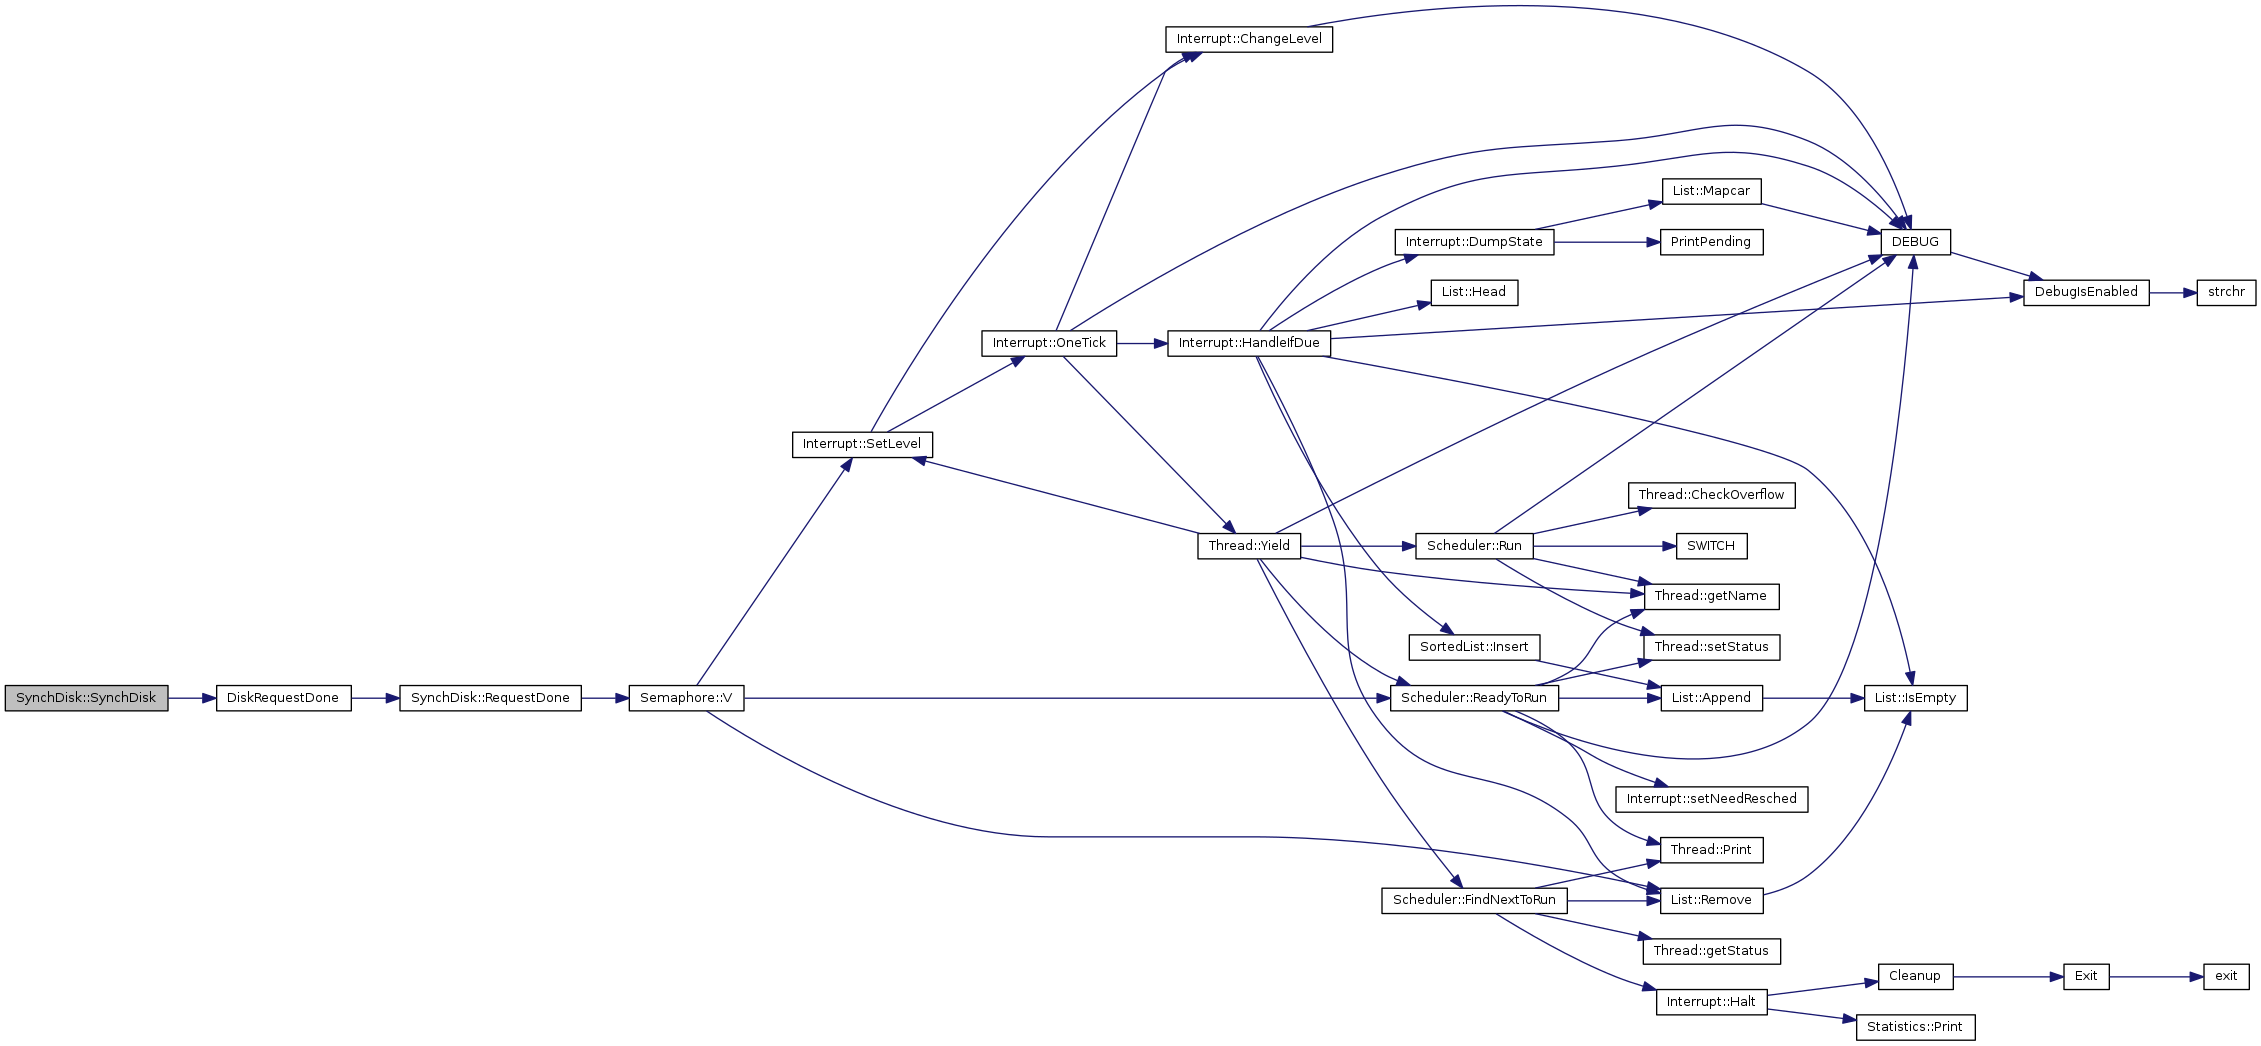 Interrupt::ChangeLevel
List::Mapcar
Interrupt::DumpState
PrintPending
DEBUG
List::Head
DebugIsEnabled
strchr
Interrupt::OneTick
Interrupt::HandleIfDue
Interrupt::SetLevel
Thread::CheckOverflow
Thread::Yield
Scheduler::Run
SWITCH
Thread::getName
SortedList::Insert
Thread::setStatus
SynchDisk::SynchDisk
DiskRequestDone
SynchDisk::RequestDone
Semaphore::V
Scheduler::ReadyToRun
List::Append
List::IsEmpty
Interrupt::setNeedResched
Thread::Print
Scheduler::FindNextToRun
List::Remove
Thread::getStatus
Cleanup
Exit
exit
Interrupt::Halt
Statistics::Print